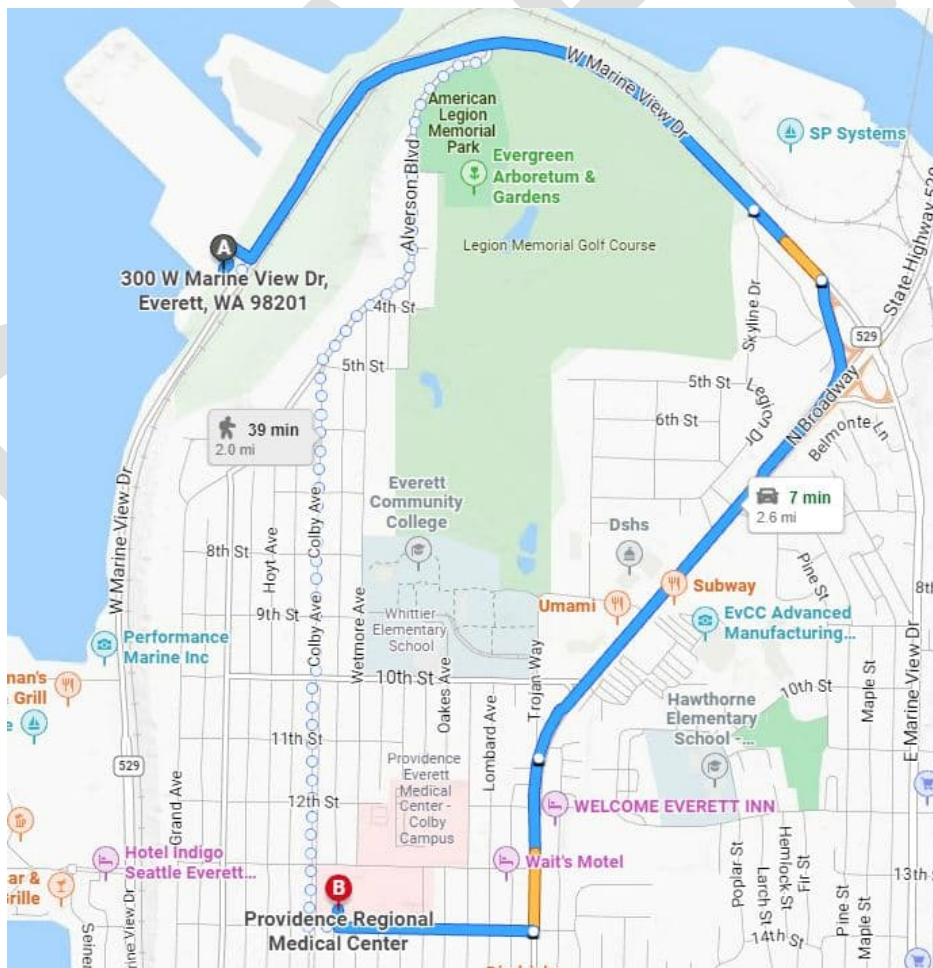 W Marine View Dr
American
Legion
Memorial
Park
SP Systems
Evergreen
Arboretum &
Gardens
Alverson Blvd
Legion Memorial Golf Course
A
300 W Marine View Dr,
Everett, WA 98201
State Highway 529
4th St
Skyline Dr
529
5th St
5th St
Legion Dr
N Broadway
6th St
Belmonte Ln
39 min
2.0 mi
W Marine View Dr
Everett
Community
College
7 min
2.6 mi
Colby Ave
Dshs
8th St
Hoyt Ave
Pine St
Subway
8th
Umami
EvCC Advanced
Manufacturing...
9th St
Wetmore Ave
Whittier
Elementary
School
Colby Ave
Performance
Marine Inc
Trojan Way
E Marine View Dr
man's
& Grill
10th St
Oakes Ave
Lombard Ave
Hawthorne
Elementary
School -...
10th St
Maple St
e
11th St
529
Providence
Everett
Medical
Center -
Colby
Campus
Grand Ave
12th St
WELCOME EVERETT INN
Hotel Indigo
Seattle Everett...
Wait's Motel
Poplar St
Larch St
Hemlock St
Fir St
Pine St
Maple St
13th
ar &
rille
B
Providence Regional
Medical Center
14th St
View Dr